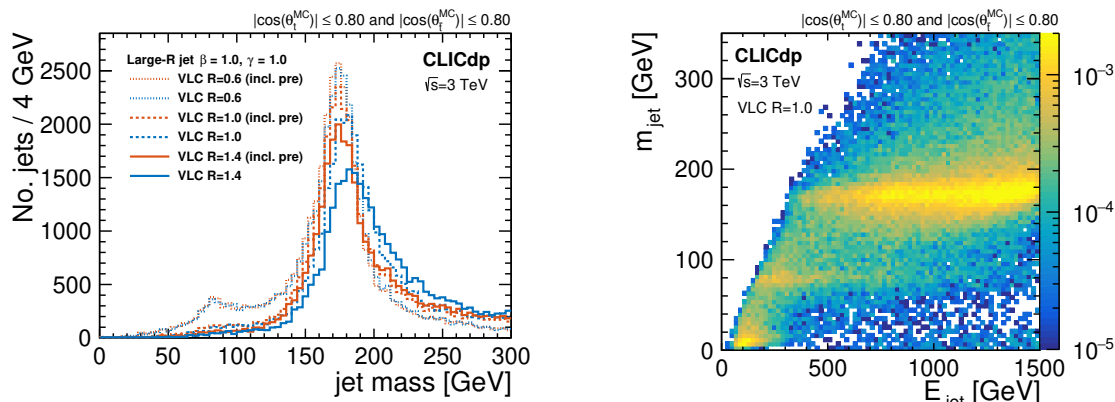 |cos(θ_t^MC)| ≤ 0.80 and |cos(θ_t̄^MC)| ≤ 0.80
No. jets / 4 GeV
2500
2000
1500
1000
500
0
Large-R jet β = 1.0, γ = 1.0
VLC R=0.6 (incl. pre)
VLC R=0.6
VLC R=1.0 (incl. pre)
VLC R=1.0
VLC R=1.4 (incl. pre)
VLC R=1.4
CLICdp
√s=3 TeV
0 50 100 150 200 250 300
jet mass [GeV]
|cos(θ_t^MC)| ≤ 0.80 and |cos(θ_t̄^MC)| ≤ 0.80
m_jet [GeV]
300
200
100
0
CLICdp
√s=3 TeV
VLC R=1.0
10⁻³
10⁻⁴
10⁻⁵
0 500 1000 1500
E_jet [GeV]